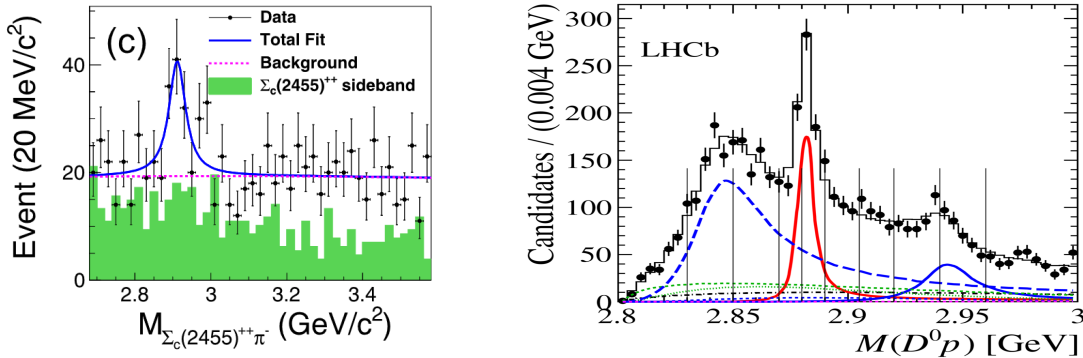 (c)
Data
Total Fit
Background
Σc(2455)++ sideband
Event (20 MeV/c²)
40
20
0
2.8
3
3.2
3.4
MΣc(2455)++π- (GeV/c²)
LHCb
Candidates / (0.004 GeV)
300
250
200
150
100
50
0
2.8
2.85
2.9
2.95
3
M(D⁰p) [GeV]